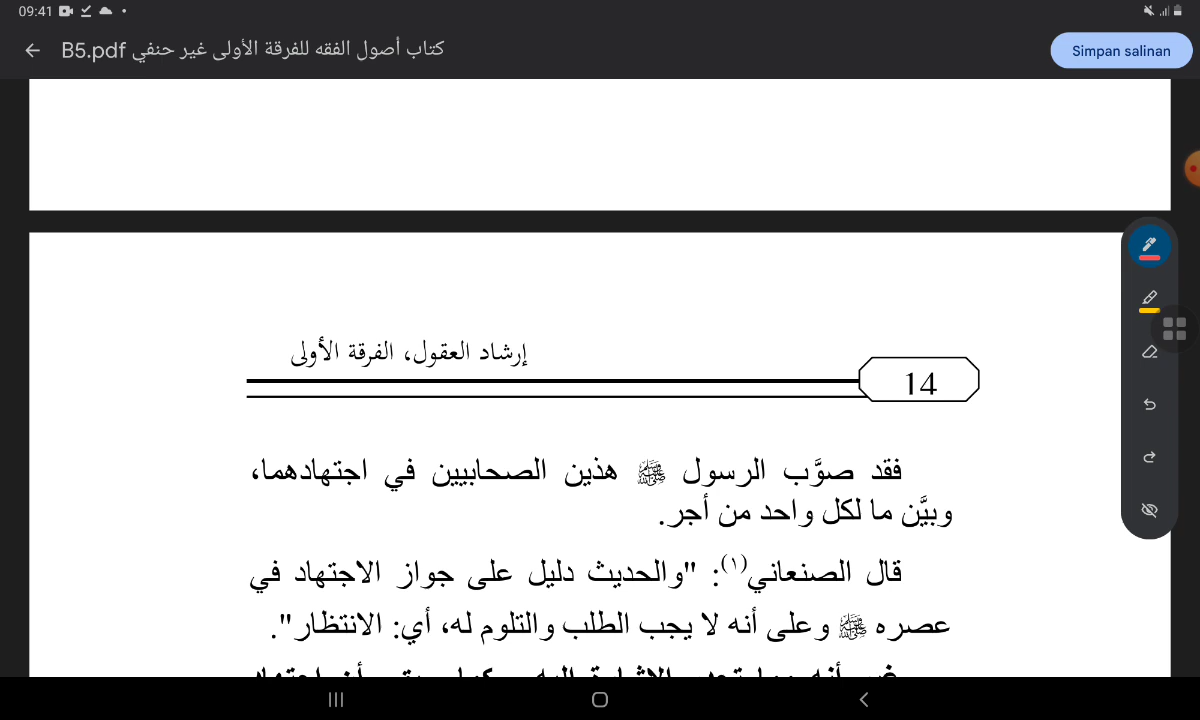 09:41
كتاب أصول الفقه للفرقة الأولى غير حنفي B5.pdf
Simpan salinan
إرشاد العقول، الفرقة الأولى
14
فقد صوَّب الرسول ﷺ هذين الصحابيين في اجتهادهما،
وبيَّن ما لكل واحد من أجر.
قال الصنعاني(١): "والحديث دليل على جواز الاجتهاد في
عصره ﷺ وعلى أنه لا يجب الطلب والتلوم له، أي: الانتظار".